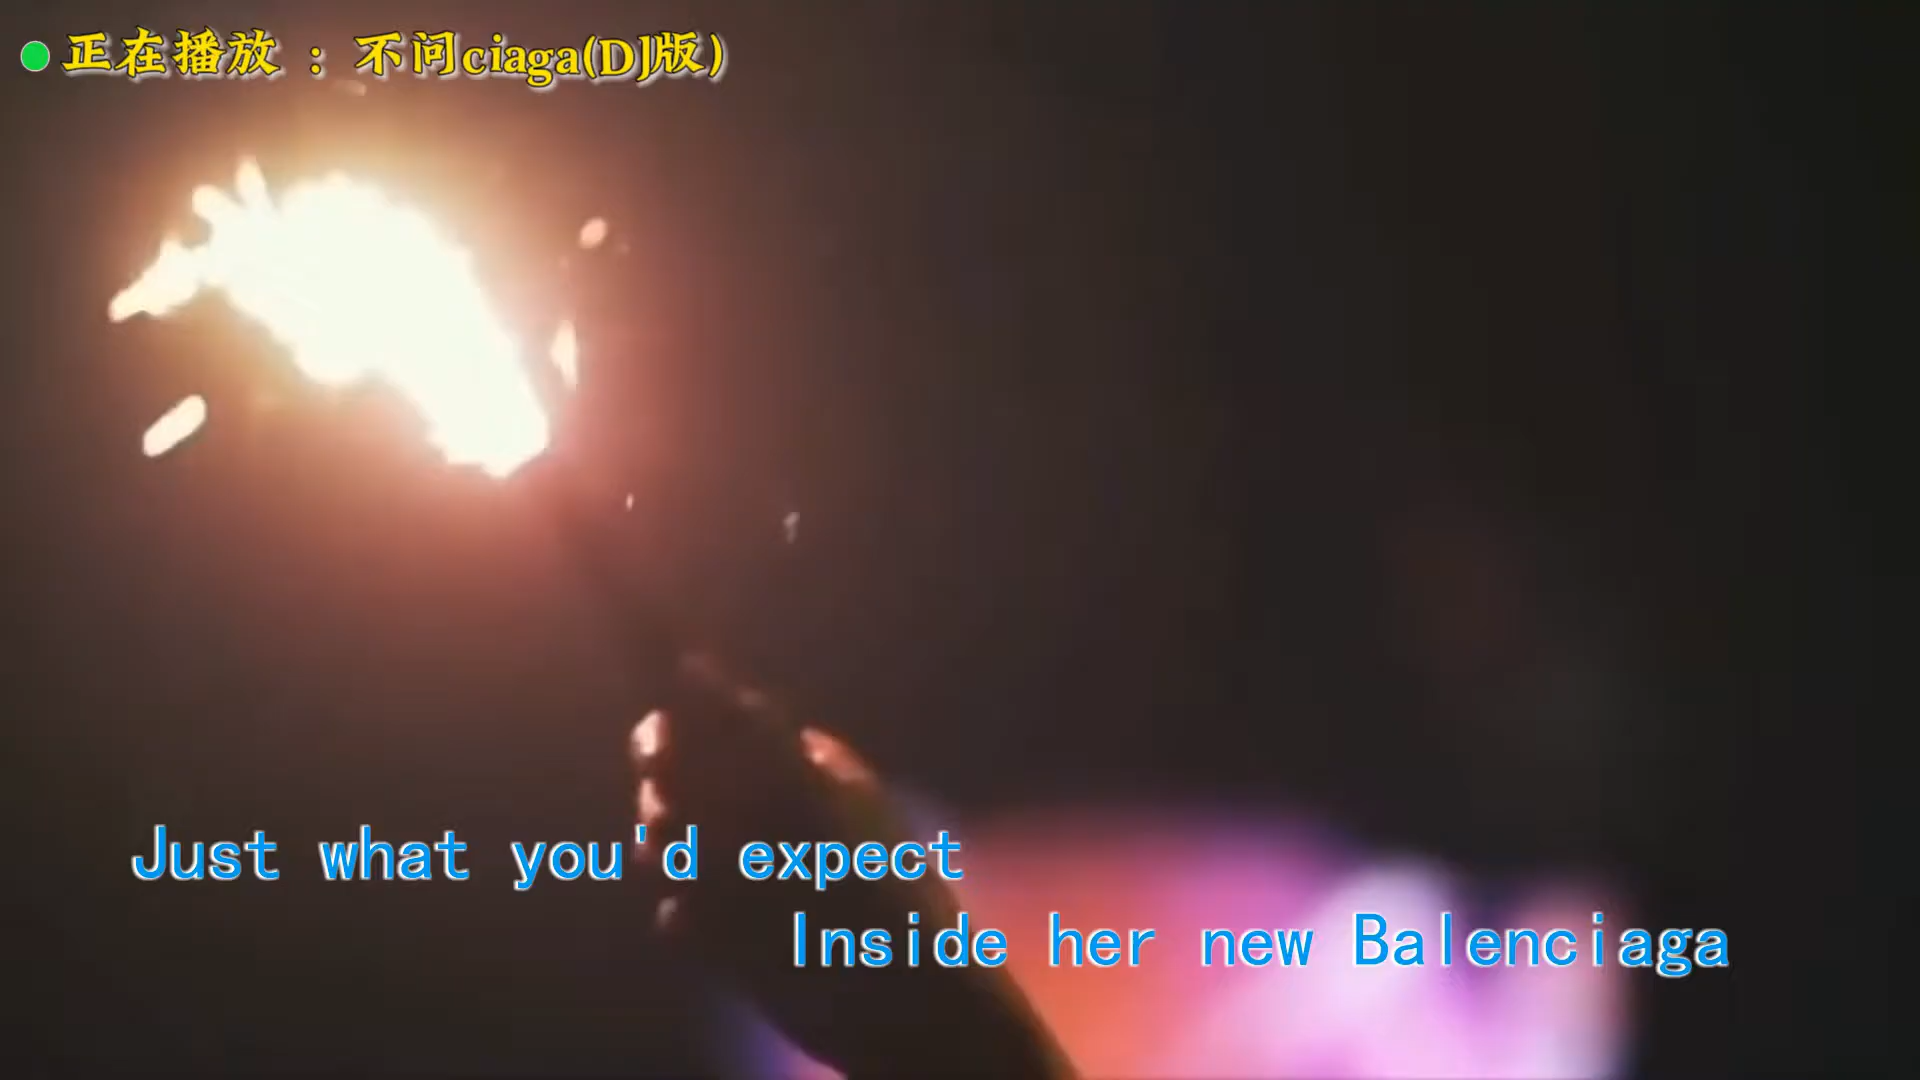 正在播放 : 不问ciaga(DJ版)
Just what you'd expect
Inside her new Balenciaga